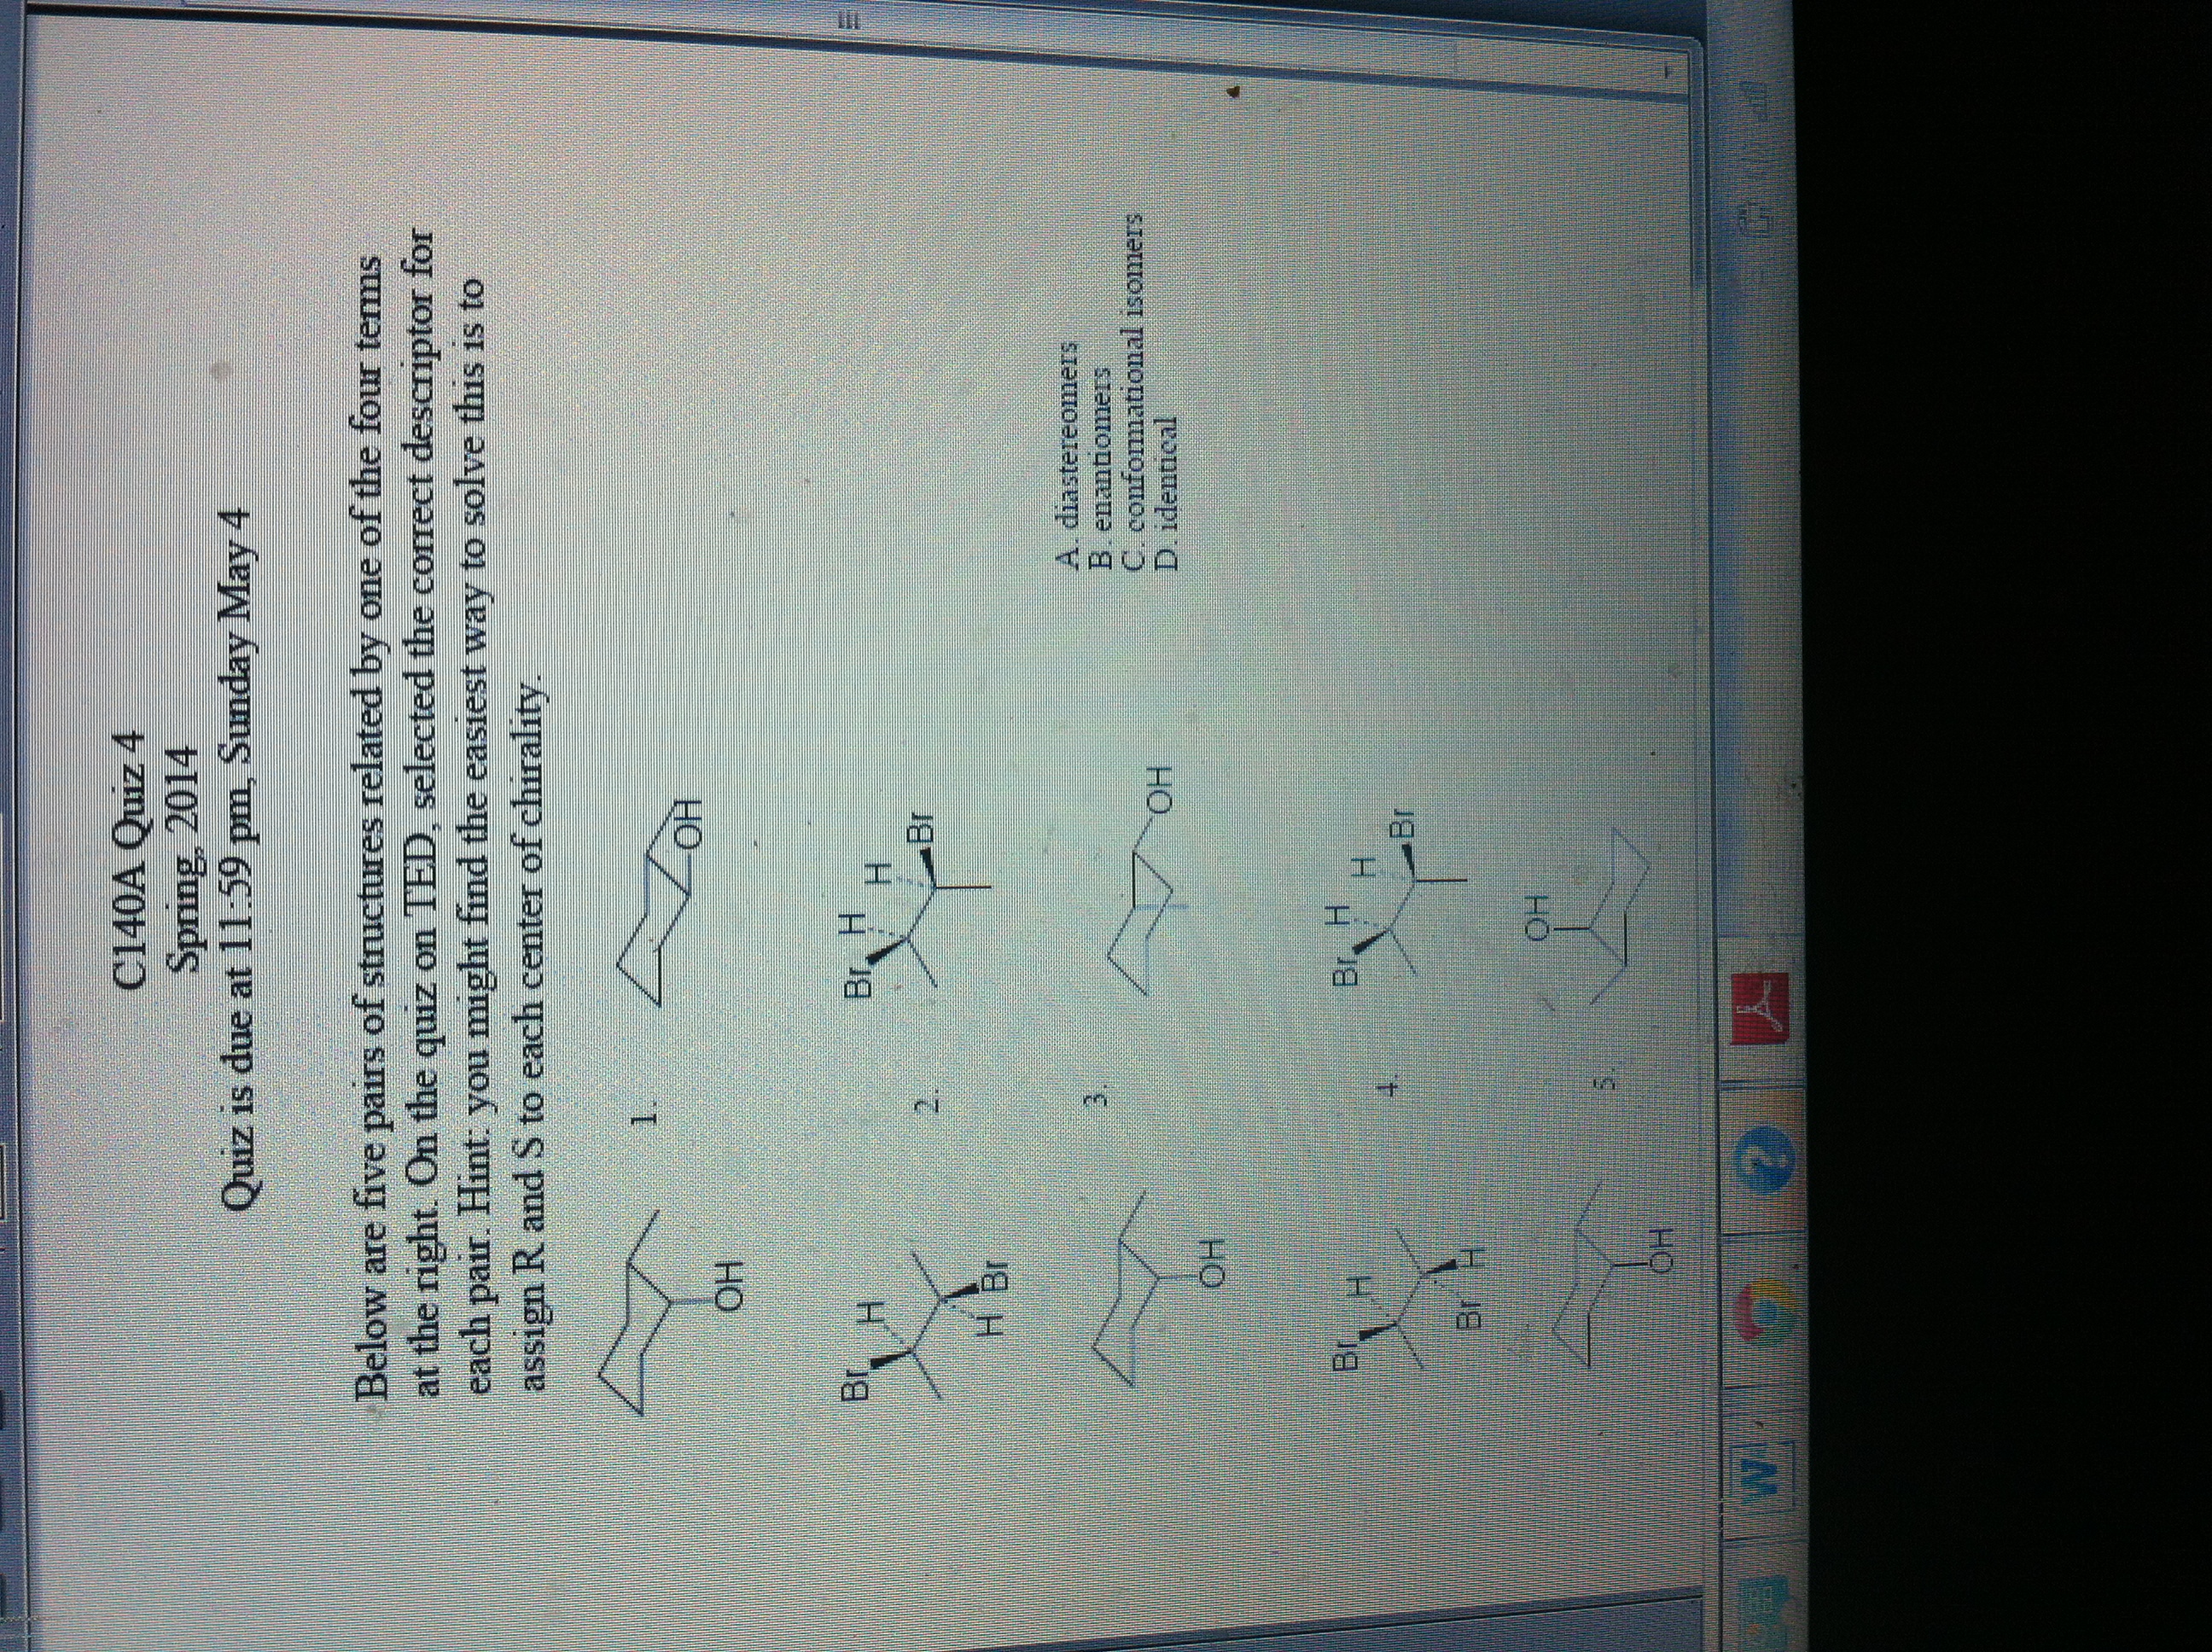 C140A Quiz 4
Spring, 2014
Quiz is due at 11:59 pm, Sunday May 4
Below are five pairs of structures related by one of the four terms
at the right. On the quiz on TED, selected the correct descriptor for
each pair. Hint: you might find the easiest way to solve this is to
assign R and S to each center of chirality.
1.
OH
OH
Br H
Br H
H
Br
2.
H Br
A. diastereomers
B. enantiomers
C. conformational isomers
D. identical
3.
OH
OH
Br H
Br H
H
Br
4.
Br H
OH
5.
OH
W
?